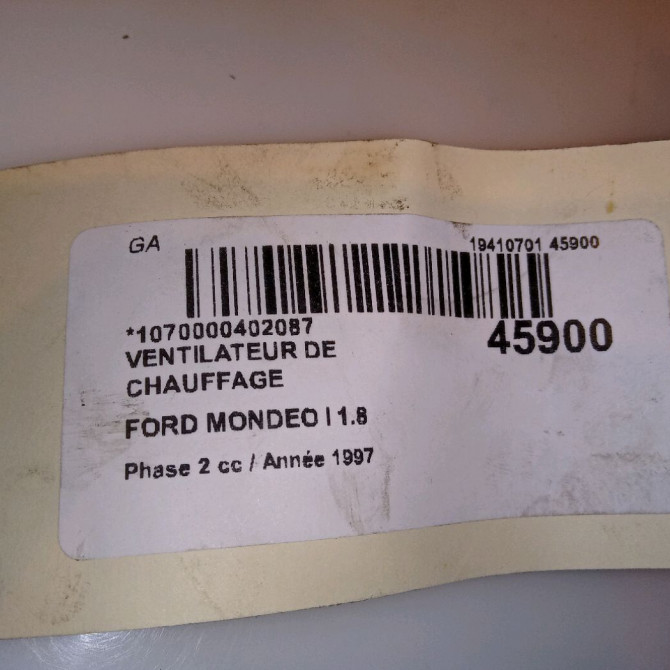 GA
19410701 45900
*1070000402087
45900
VENTILATEUR DE
CHAUFFAGE
FORD MONDEO I 1.8
Phase 2 cc / Année 1997